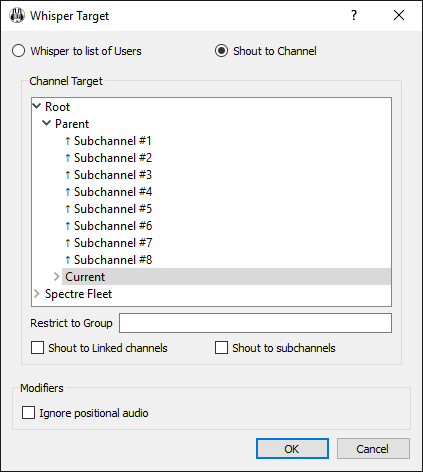 Whisper Target
Whisper to list of Users
Shout to Channel
Channel Target
Root
Parent
↑ Subchannel #1
↑ Subchannel #2
↑ Subchannel #3
↑ Subchannel #4
↑ Subchannel #5
↑ Subchannel #6
↑ Subchannel #7
↑ Subchannel #8
Current
Spectre Fleet
Restrict to Group
Shout to Linked channels
Shout to subchannels
Modifiers
Ignore positional audio
OK
Cancel